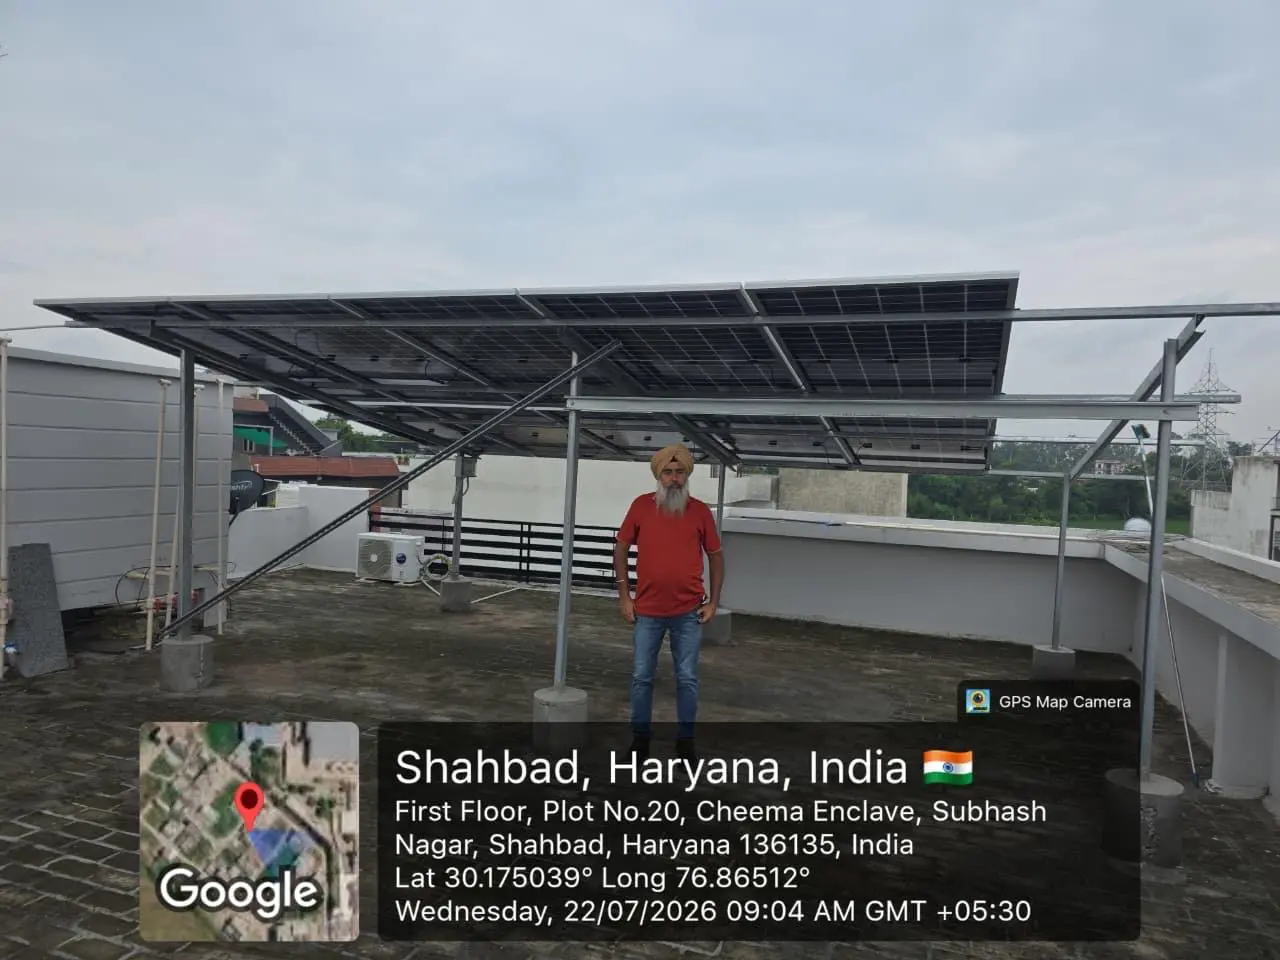 GPS Map Camera
Shahbad, Haryana, India
First Floor, Plot No.20, Cheema Enclave, Subhash
Nagar, Shahbad, Haryana 136135, India
Lat 30.175039° Long 76.86512°
Wednesday, 22/07/2026 09:04 AM GMT +05:30
Google